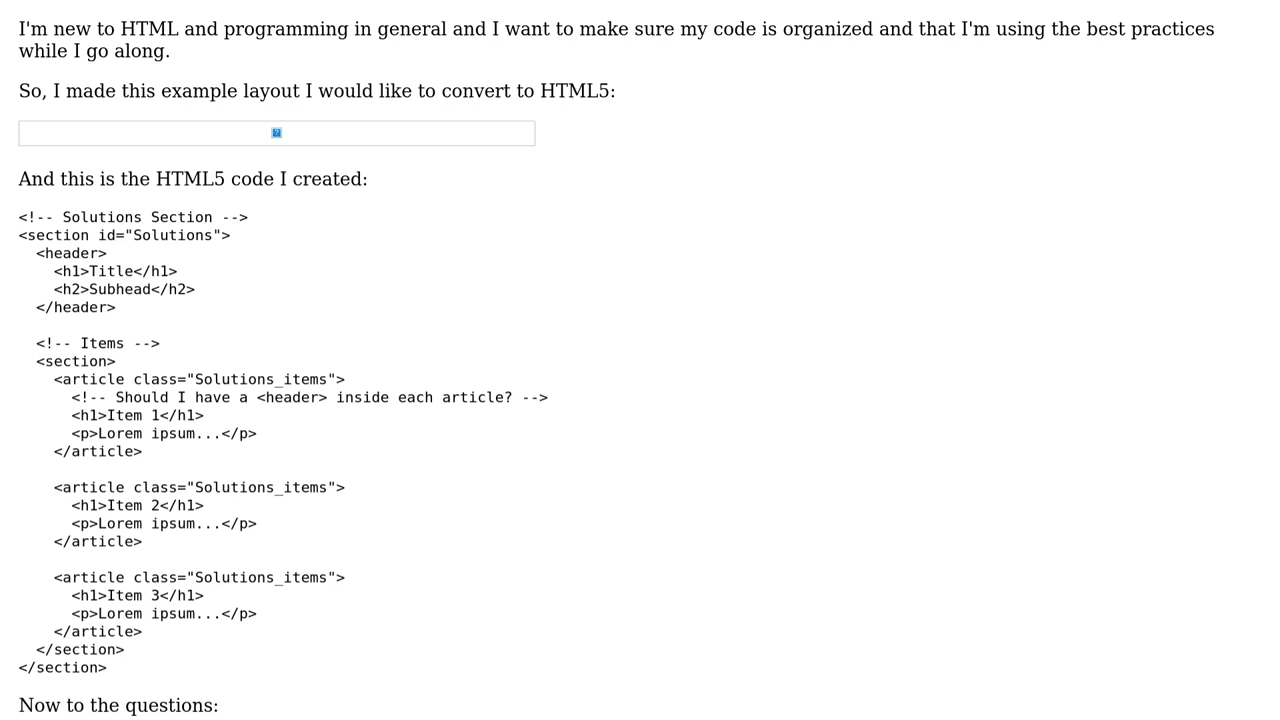 I'm new to HTML and programming in general and I want to make sure my code is organized and that I'm using the best practices
while I go along.
So, I made this example layout I would like to convert to HTML5:
?
And this is the HTML5 code I created:
<!-- Solutions Section -->
<section id="Solutions">
  <header>
    <h1>Title</h1>
    <h2>Subhead</h2>
  </header>

  <!-- Items -->
  <section>
    <article class="Solutions_items">
      <!-- Should I have a <header> inside each article? -->
      <h1>Item 1</h1>
      <p>Lorem ipsum...</p>
    </article>

    <article class="Solutions_items">
      <h1>Item 2</h1>
      <p>Lorem ipsum...</p>
    </article>

    <article class="Solutions_items">
      <h1>Item 3</h1>
      <p>Lorem ipsum...</p>
    </article>
  </section>
</section>
Now to the questions: